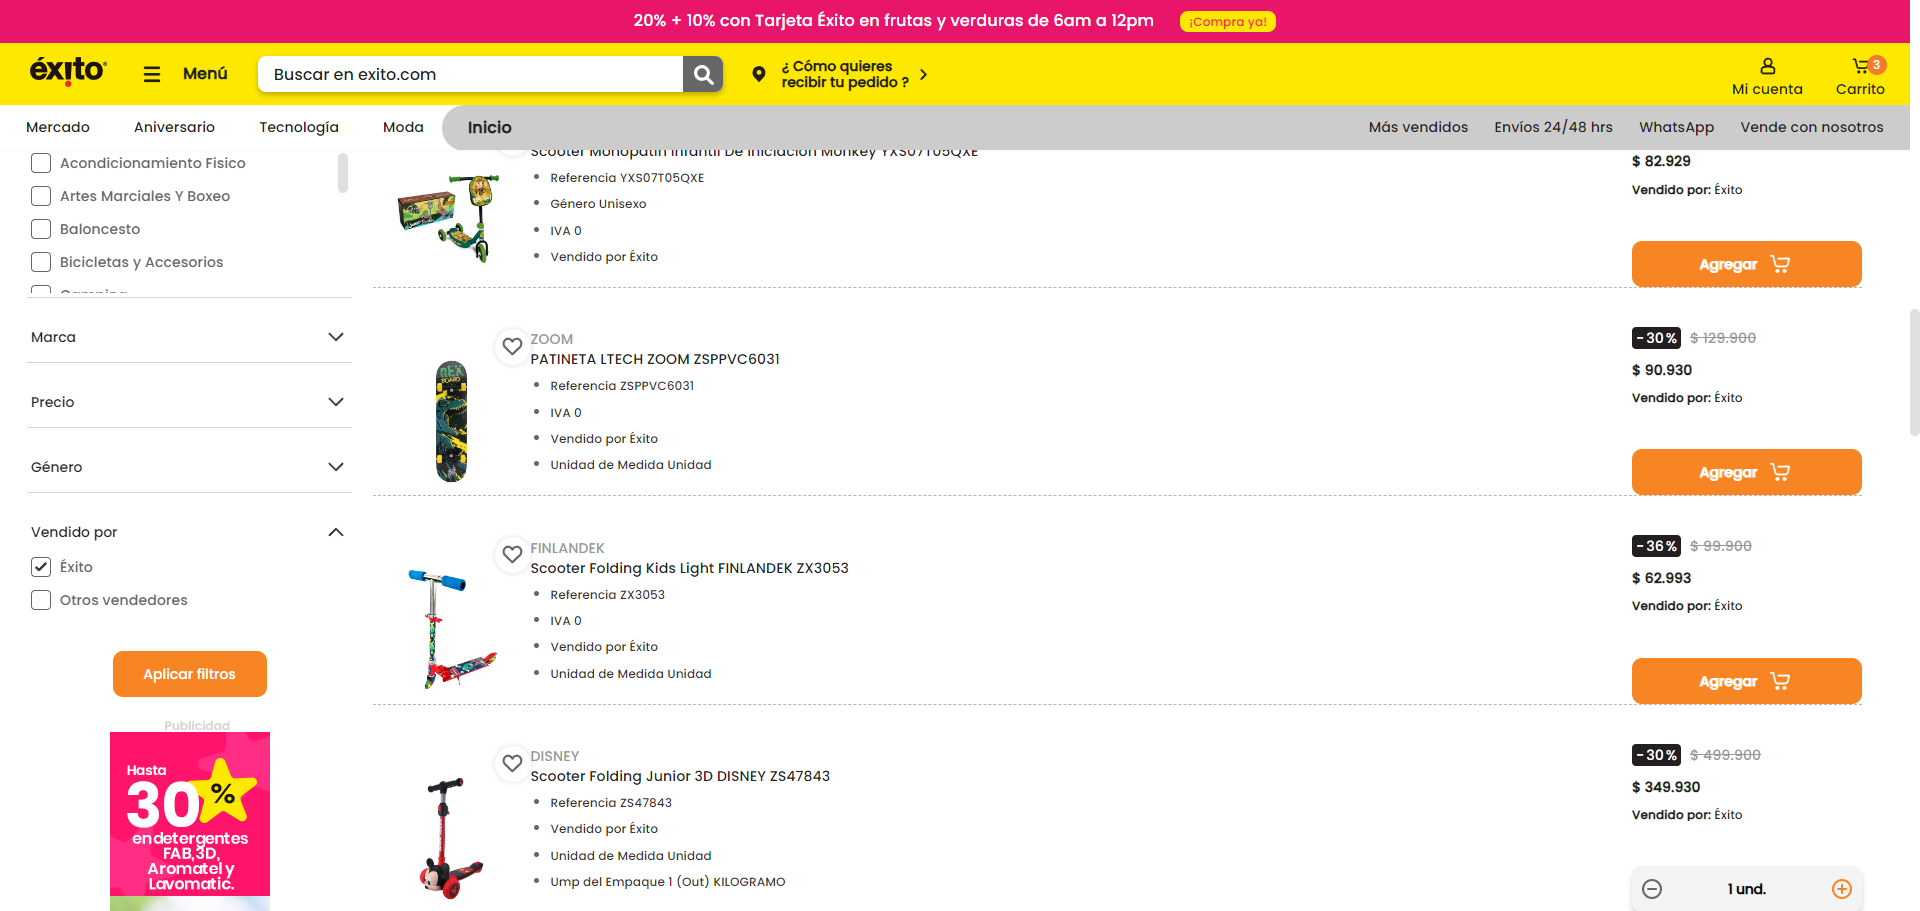 20% + 10% con Tarjeta Éxito en frutas y verduras de 6am a 12pm
¡Compra ya!
éxito
Menú
Buscar en exito.com
¿ Cómo quieres
recibir tu pedido ?
Mi cuenta
3
Carrito
Mercado
Aniversario
Tecnología
Moda
Inicio
Más vendidos
Envíos 24/48 hrs
WhatsApp
Vende con nosotros
Acondicionamiento Fisico
Artes Marciales Y Boxeo
Baloncesto
Bicicletas y Accesorios
Camping
Marca
Precio
Género
Vendido por
Éxito
Otros vendedores
Aplicar filtros
Publicidad
Hasta
30%
en detergentes
FAB,3D,
Aromatel y
Lavomatic.
Scooter Monopatin Infantil De Iniciacion Monkey YXS07T05QXE
Referencia YXS07T05QXE
Género Unisexo
IVA 0
Vendido por Éxito
$ 82.929
Vendido por: Éxito
Agregar
ZOOM
PATINETA LTECH ZOOM ZSPPVC6031
Referencia ZSPPVC6031
IVA 0
Vendido por Éxito
Unidad de Medida Unidad
-30% $ 129.900
$ 90.930
Vendido por: Éxito
Agregar
FINLANDEK
Scooter Folding Kids Light FINLANDEK ZX3053
Referencia ZX3053
IVA 0
Vendido por Éxito
Unidad de Medida Unidad
-36% $ 99.900
$ 62.993
Vendido por: Éxito
Agregar
DISNEY
Scooter Folding Junior 3D DISNEY ZS47843
Referencia ZS47843
Vendido por Éxito
Unidad de Medida Unidad
Ump del Empaque 1 (Out) KILOGRAMO
-30% $ 499.900
$ 349.930
Vendido por: Éxito
1 und.